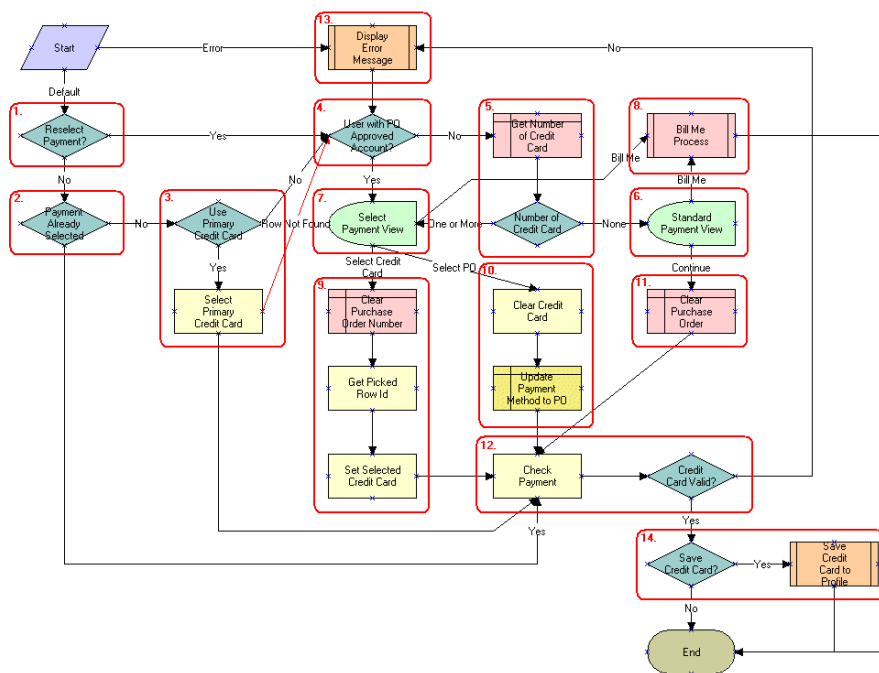 13.
Display
Error
Message
Start
Error
No
Default
1.
Reselect
Payment?
Yes
4.
User with PO
Approved
Account?
No
5.
Get Number
of Credit
Card
8.
Bill Me
Process
Bill Me
No
No
Yes
Bill Me
2.
Payment
Already
Selected
No
3.
Use
Primary
Credit Card
Row Not Found
7.
Select
Payment View
One or More
Number of
Credit Card
None
6.
Standard
Payment View
Yes
Select Credit
Card
Select PO
Continue
Select
Primary
Credit Card
9.
Clear
Purchase
Order Number
10.
Clear Credit
Card
11.
Clear
Purchase
Order
Get Picked
Row Id
Update
Payment
Method to PO
12.
Set Selected
Credit Card
Check
Payment
Credit
Card Valid?
Yes
Yes
14.
Save
Credit Card?
Yes
Save
Credit
Card to
Profile
No
End